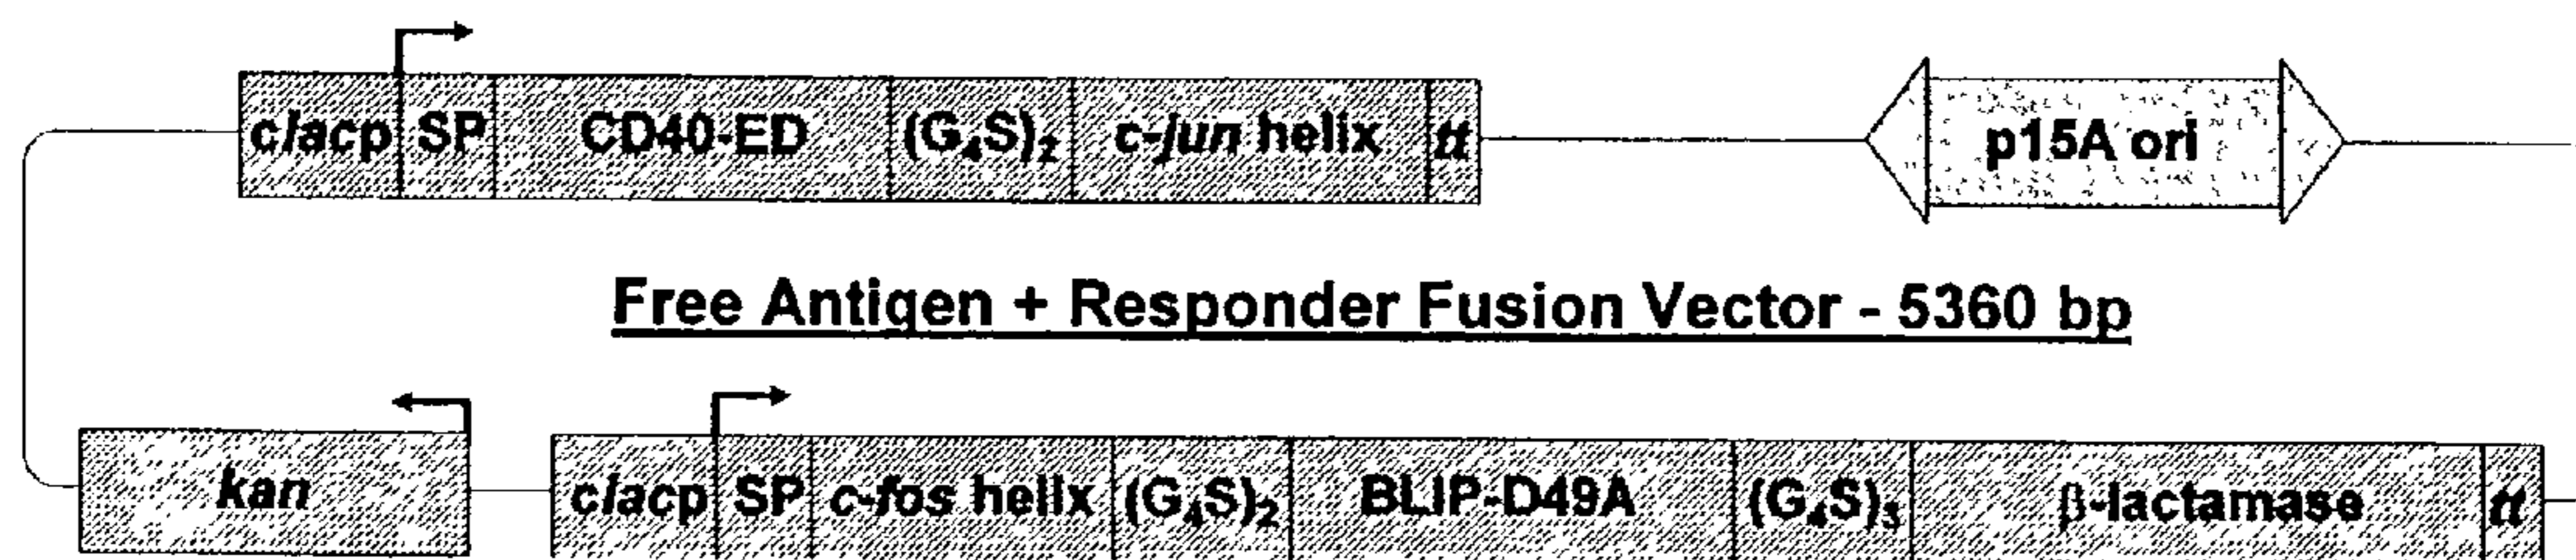 clacp SP CD40-ED (G₄S)₂ c-jun helix tt p15A ori
Free Antigen + Responder Fusion Vector - 5360 bp
kan clacp SP c-fos helix (G₄S)₂ BLIP-D49A (G₄S)₃ β-lactamase tt